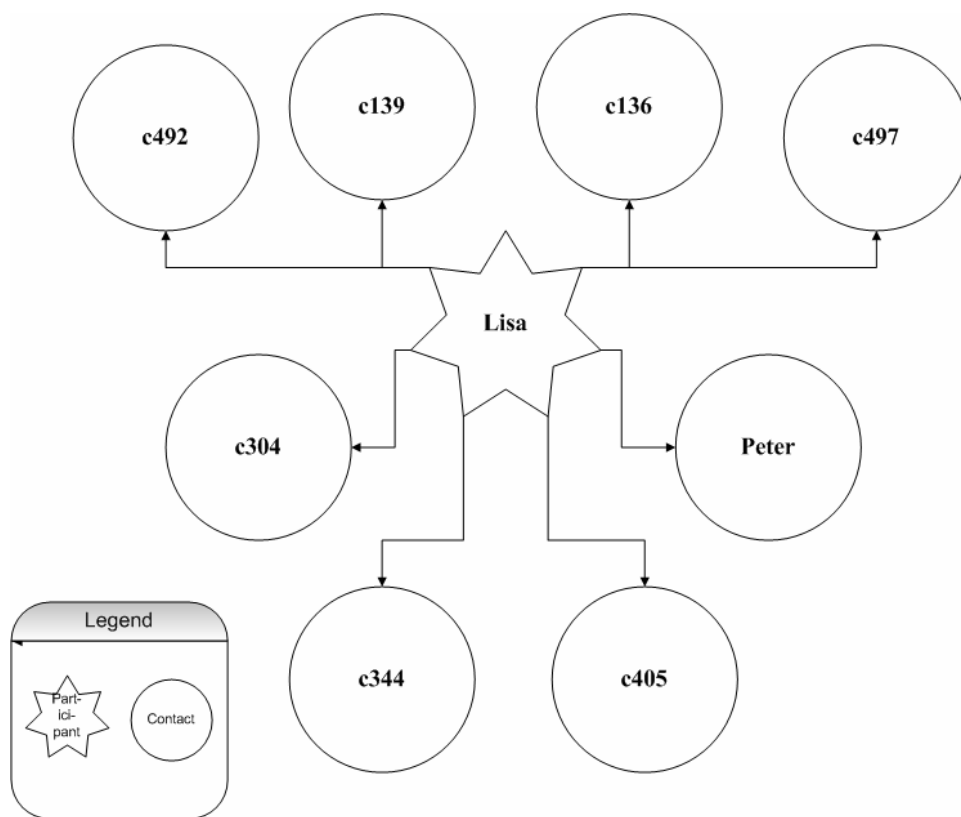 c492
c139
c136
c497
Lisa
c304
Peter
c344
c405
Legend
Part-
ici-
pant
Contact